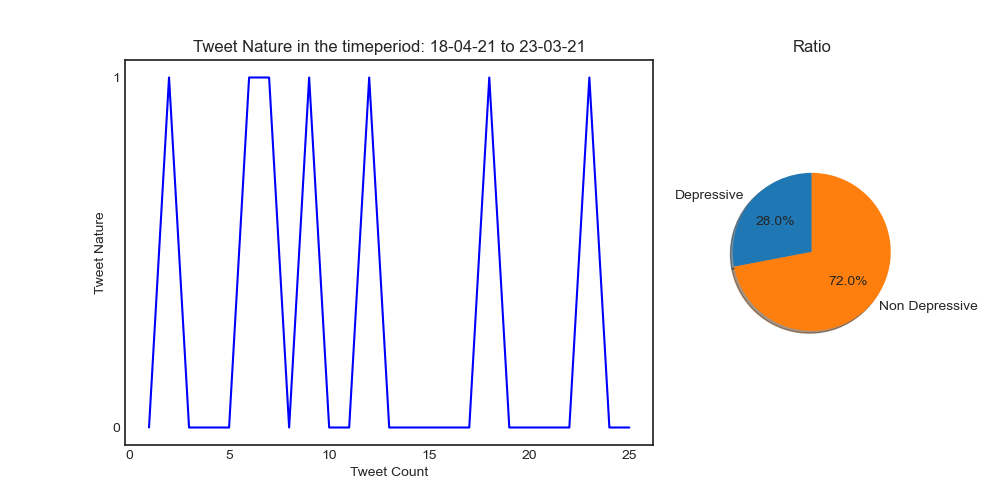 Tweet Nature in the timeperiod: 18-04-21 to 23-03-21
1
0
Tweet Nature
0 5 10 15 20 25
Tweet Count
Ratio
Depressive
28.0%
72.0%
Non Depressive